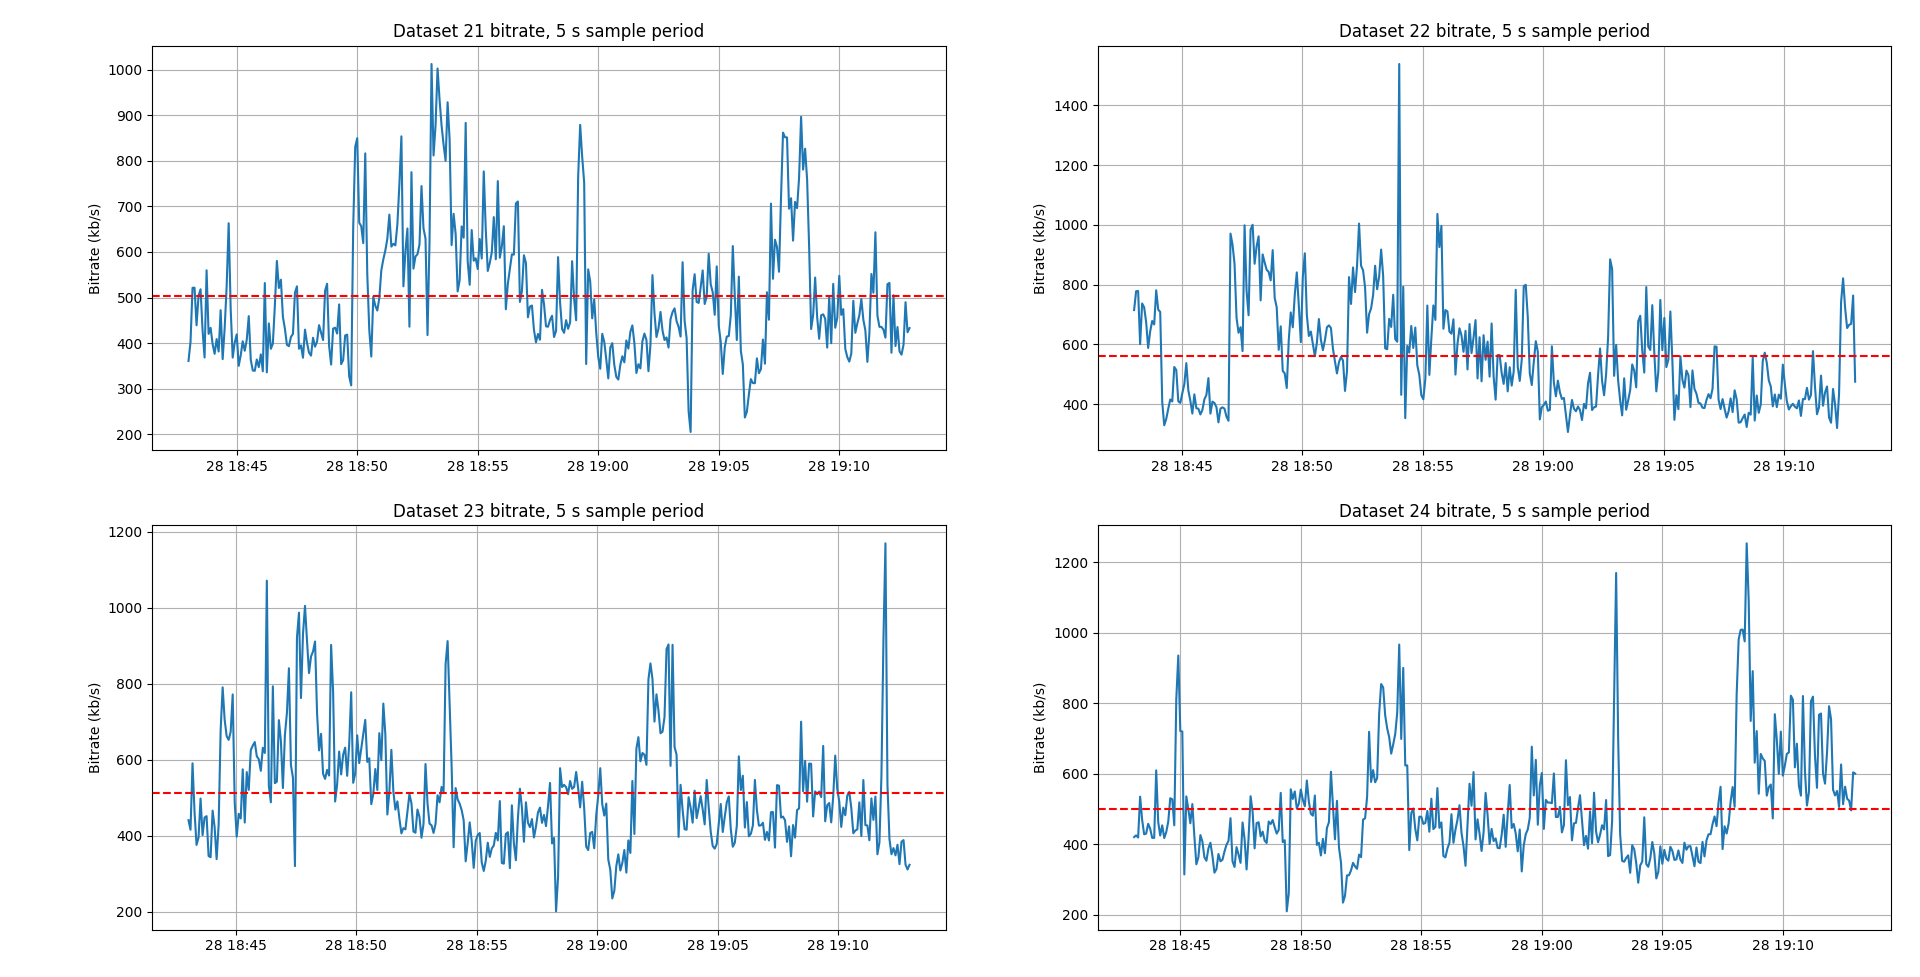 Dataset 21 bitrate, 5 s sample period
Bitrate (kb/s)
1000
900
800
700
600
500
400
300
200
28 18:45 28 18:50 28 18:55 28 19:00 28 19:05 28 19:10
Dataset 22 bitrate, 5 s sample period
Bitrate (kb/s)
1400
1200
1000
800
600
400
28 18:45 28 18:50 28 18:55 28 19:00 28 19:05 28 19:10
Dataset 23 bitrate, 5 s sample period
Bitrate (kb/s)
1200
1000
800
600
400
200
28 18:45 28 18:50 28 18:55 28 19:00 28 19:05 28 19:10
Dataset 24 bitrate, 5 s sample period
Bitrate (kb/s)
1200
1000
800
600
400
200
28 18:45 28 18:50 28 18:55 28 19:00 28 19:05 28 19:10